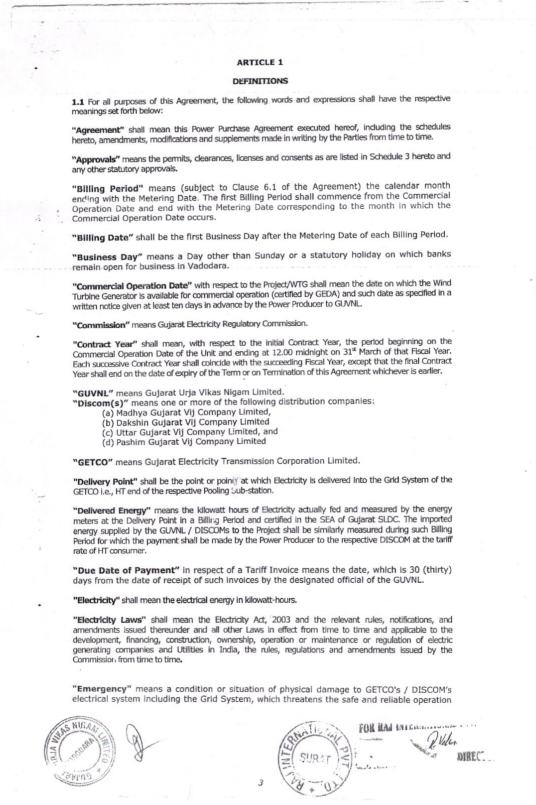 ARTICLE 1
DEFINITIONS
1.1 For all purposes of this Agreement, the following words and expressions shall have the respective
meanings set forth below:
"Agreement" shall mean this Power Purchase Agreement executed hereof, including the schedules
hereto, amendments, modifications and supplements made in writing by the Parties from time to time.
"Approvals" means the permits, clearances, licenses and consents as are listed in Schedule 3 hereto and
any other statutory approvals.
"Billing Period" means (subject to Clause 6.1 of the Agreement) the calendar month
ending with the Metering Date. The first Billing Period shall commence from the Commercial
Operation Date and end with the Metering Date corresponding to the month in which the
Commercial Operation Date occurs.
"Billing Date" shall be the first Business Day after the Metering Date of each Billing Period.
"Business Day" means a Day other than Sunday or a statutory holiday on which banks
remain open for business in Vadodara.
"Commercial Operation Date" with respect to the Project/WTG shall mean the date on which the Wind
Turbine Generator is available for commercial operation (certified by GEDA) and such date as specified in a
written notice given at least ten days in advance by the Power Producer to GUVNL.
"Commission" means Gujarat Electricity Regulatory Commission.
"Contract Year" shall mean, with respect to the initial Contract Year, the period beginning on the
Commercial Operation Date of the Unit and ending at 12.00 midnight on 31st March of that Fiscal Year.
Each successive Contract Year shall coincide with the succeeding Fiscal Year, except that the final Contract
Year shall end on the date of expiry of the Term or on Termination of this Agreement whichever is earlier.
"GUVNL" means Gujarat Urja Vikas Nigam Limited.
"Discom(s)" means one or more of the following distribution companies:
(a) Madhya Gujarat Vij Company Limited,
(b) Dakshin Gujarat Vij Company Limited
(c) Uttar Gujarat Vij Company Limited, and
(d) Pashim Gujarat Vij Company Limited
"GETCO" means Gujarat Electricity Transmission Corporation Limited.
"Delivery Point" shall be the point or points at which Electricity is delivered into the Grid System of the
GETCO i.e., HT end of the respective Pooling Sub-station.
"Delivered Energy" means the kilowatt hours of Electricity actually fed and measured by the energy
meters at the Delivery Point in a Billing Period and certified in the SEA of Gujarat SLDC. The imported
energy supplied by the GUVNL / DISCOMs to the Project shall be similarly measured during such Billing
Period for which the payment shall be made by the Power Producer to the respective DISCOM at the tariff
rate of HT consumer.
"Due Date of Payment" in respect of a Tariff Invoice means the date, which is 30 (thirty)
days from the date of receipt of such invoices by the designated official of the GUVNL.
"Electricity" shall mean the electrical energy in kilowatt-hours.
"Electricity Laws" shall mean the Electricity Act, 2003 and the relevant rules, notifications, and
amendments issued thereunder and all other Laws in effect from time to time and applicable to the
development, financing, construction, ownership, operation or maintenance or regulation of electric
generating companies and Utilities in India, the rules, regulations and amendments issued by the
Commission from time to time.
"Emergency" means a condition or situation of physical damage to GETCO's / DISCOM's
electrical system including the Grid System, which threatens the safe and reliable operation
URJA VIKAS NIGAM LIMITED
VADODARA
GUJARAT
RAJ INTERNATIONAL PVT. LTD.
SURAT
FOR RAJ
DIREC
3